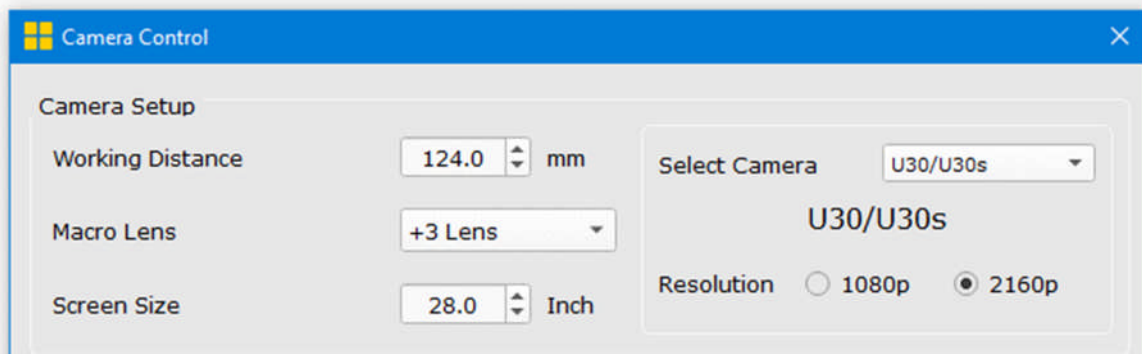 Camera Control
Camera Setup
Working Distance 124.0 mm
Macro Lens +3 Lens
Screen Size 28.0 Inch
Select Camera U30/U30s
U30/U30s
Resolution 1080p 2160p